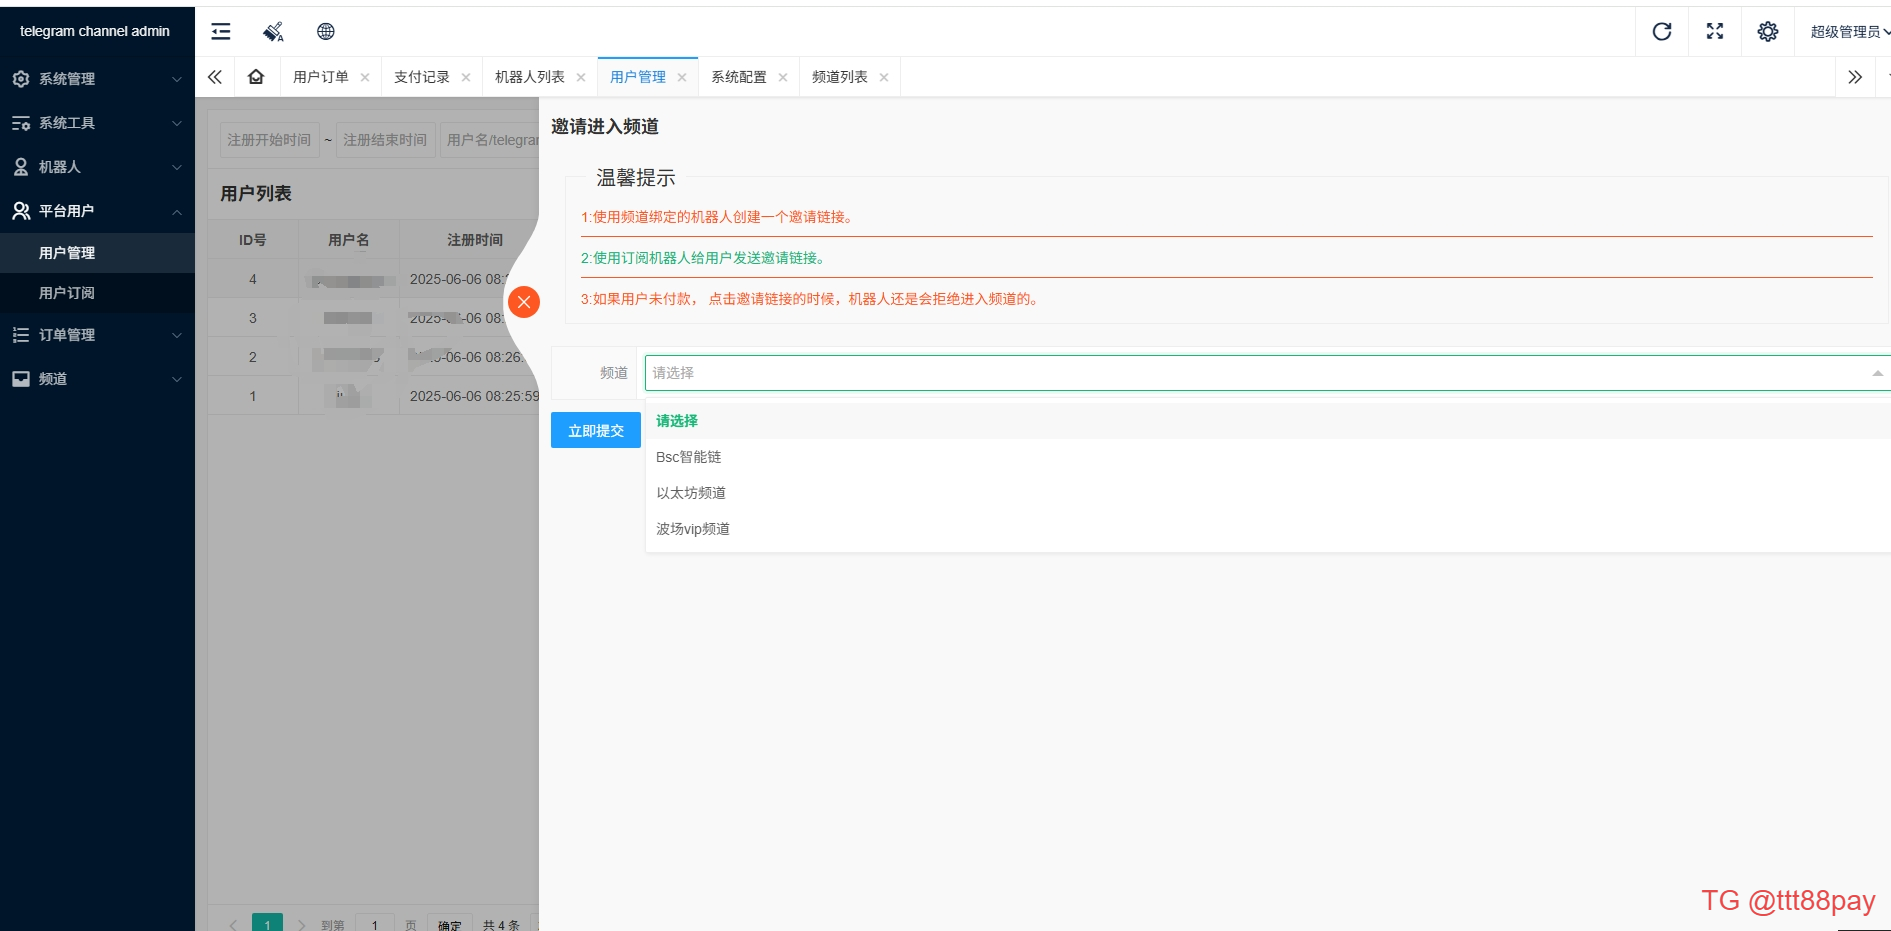 telegram channel admin
超级管理员
系统管理
系统工具
机器人
平台用户
用户管理
用户订阅
订单管理
频道
用户订单
支付记录
机器人列表
用户管理
系统配置
频道列表
注册开始时间 ~ 注册结束时间 用户名/telegra
用户列表
ID号 用户名 注册时间
4 2025-06-06 08:
3 2025- -06 08:
2 -06-06 08:26:
1 2025-06-06 08:25:59
1 到第 1 页 确定 共 4 条
邀请进入频道
温馨提示
1:使用频道绑定的机器人创建一个邀请链接。
2:使用订阅机器人给用户发送邀请链接。
3:如果用户未付款， 点击邀请链接的时候，机器人还是会拒绝进入频道的。
频道 请选择
立即提交
请选择
Bsc智能链
以太坊频道
波场vip频道
TG @ttt88pay